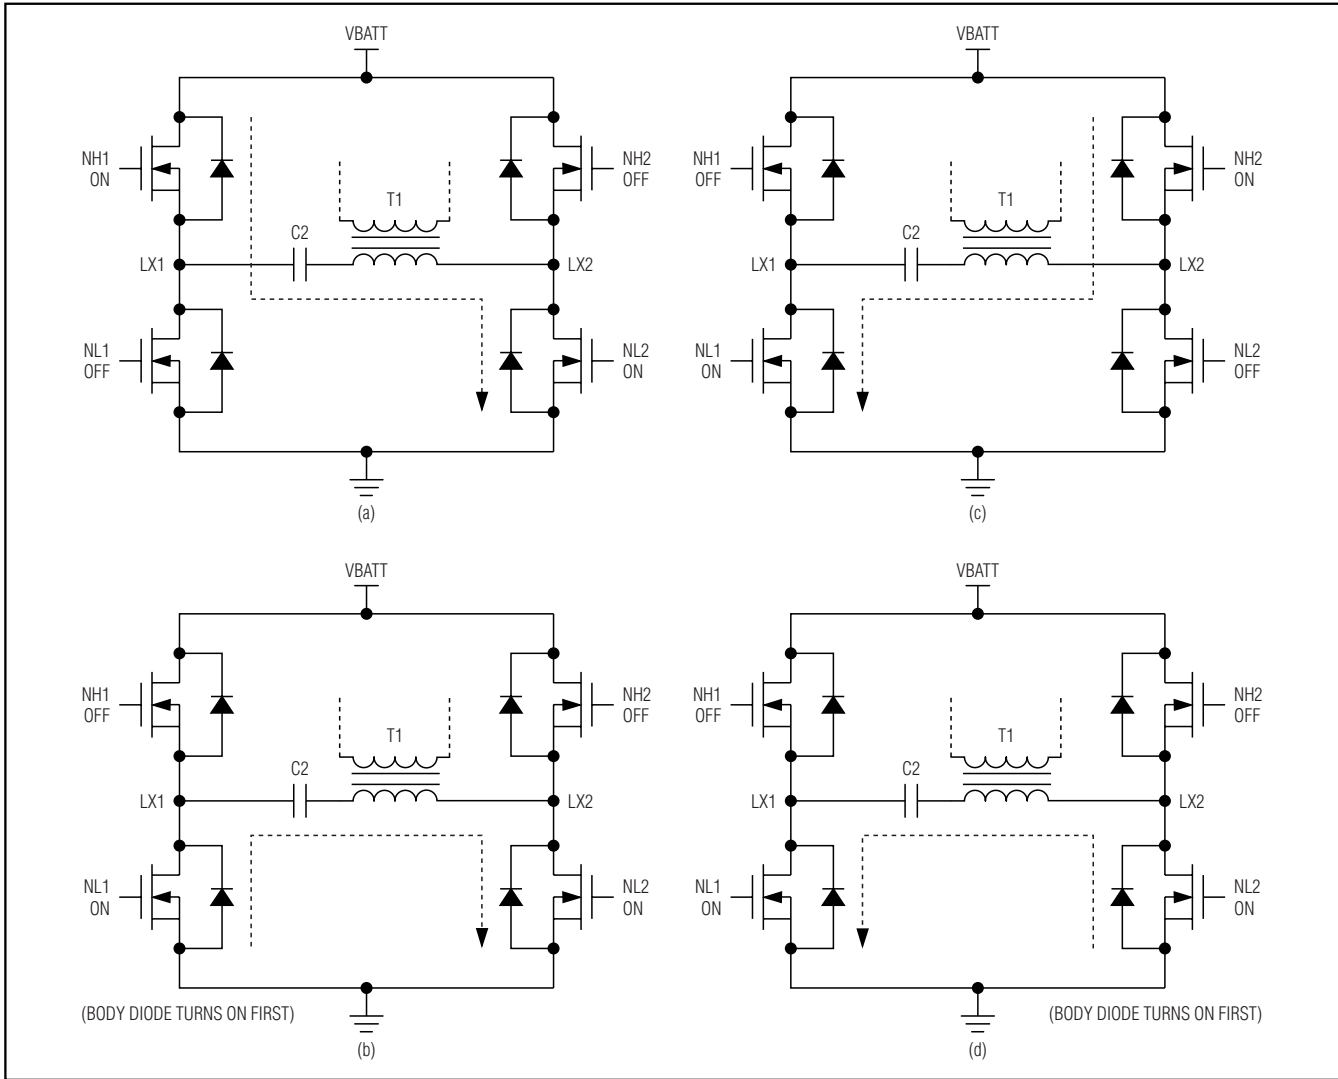 VBATT
NH1
ON
NH2
OFF
T1
C2
LX1
LX2
NL1
OFF
NL2
ON
(a)
VBATT
NH1
OFF
NH2
ON
T1
C2
LX1
LX2
NL1
ON
NL2
OFF
(c)
VBATT
NH1
OFF
NH2
OFF
T1
C2
LX1
LX2
NL1
ON
NL2
ON
(BODY DIODE TURNS ON FIRST)
(b)
VBATT
NH1
OFF
NH2
OFF
T1
C2
LX1
LX2
NL1
ON
NL2
ON
(BODY DIODE TURNS ON FIRST)
(d)